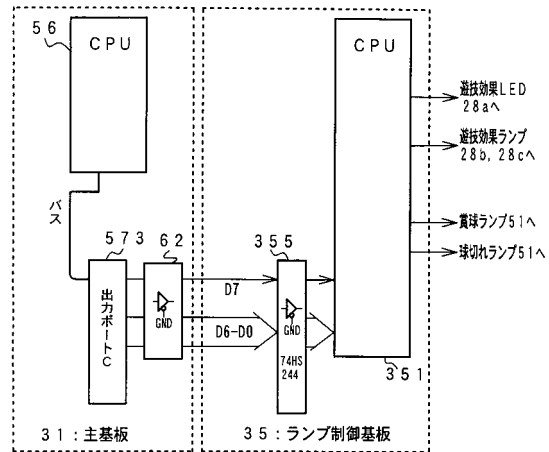 56
CPU
CPU
遊技効果LED
28aへ
遊技効果ランプ
28b, 28cへ
賞球ランプ51へ
球切れランプ51へ
バス
573
62
355
出力ポートC
GND
D7
D6-D0
GND
74HS
244
351
31：主基板
35：ランプ制御基板